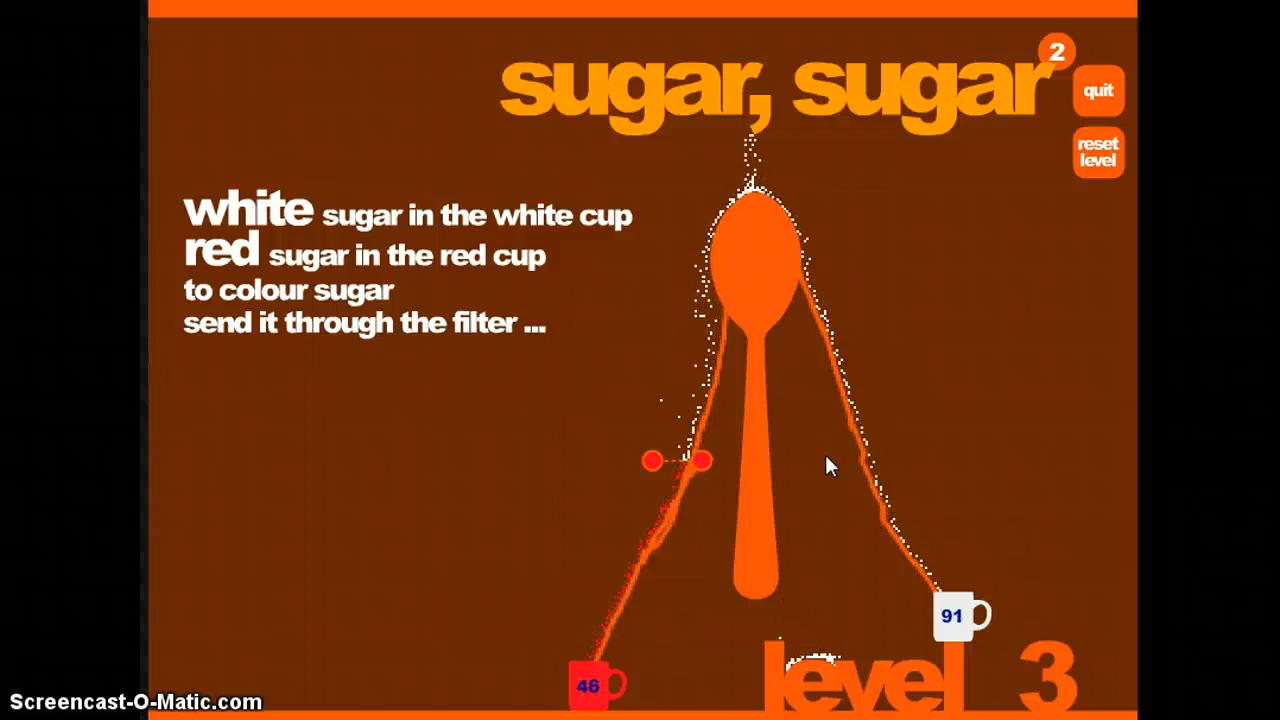 2
sugar, sugar
quit
reset
level
white sugar in the white cup
red sugar in the red cup
to colour sugar
send it through the filter ...
91
46
level 3
Screencast-O-Matic.com